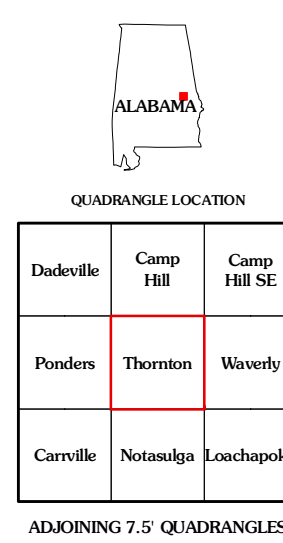 ALABAMA
QUADRANGLE LOCATION
Dadeville Camp Hill Camp Hill SE
Ponders Thornton Waverly
Carrville Notasulga Loachapok
ADJOINING 7.5' QUADRANGLES